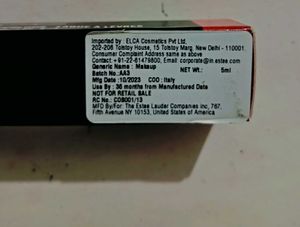 ROUGE A LEVRES
Imported by : ELCA Cosmetics Pvt Ltd.
202-206 Tolstoy House, 15 Tolstoy Marg, New Delhi - 110001.
Consumer Complaint Address same as above
Contact :+91-22-61479800, Email :corporate@in.estee.com
Generic Name : Makeup NET Wt.: 5ml
Batch No.:AA3
Mfg Date :10/2023 COO : Italy
Use By : 36 months from Manufactured Date
NOT FOR RETAIL SALE
RC No.: COB001/13
MFD By/For: The Estee Lauder Companies inc, 767,
Fifth Avenue NY 10153, United States of America